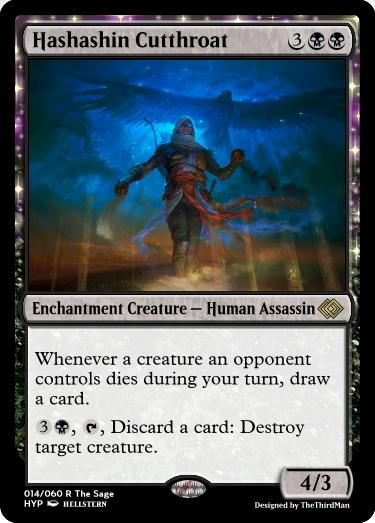 Hashashin Cutthroat 3
Enchantment Creature — Human Assassin
Whenever a creature an opponent
controls dies during your turn, draw
a card.
3 , , Discard a card: Destroy
target creature.
4/3
014/060 R The Sage
HYP HELLSTERN
Designed by TheThirdMan